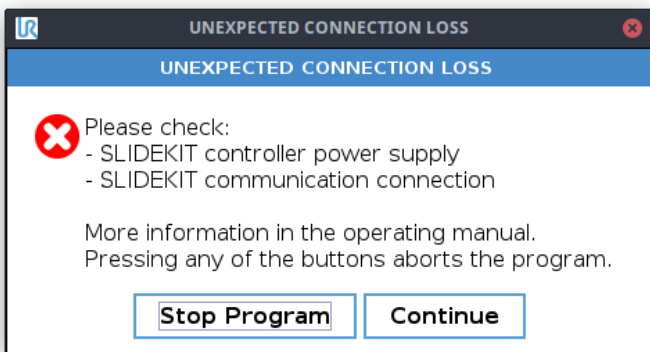 UR
UNEXPECTED CONNECTION LOSS
UNEXPECTED CONNECTION LOSS
Please check:
- SLIDEKIT controller power supply
- SLIDEKIT communication connection
More information in the operating manual.
Pressing any of the buttons aborts the program.
Stop Program
Continue